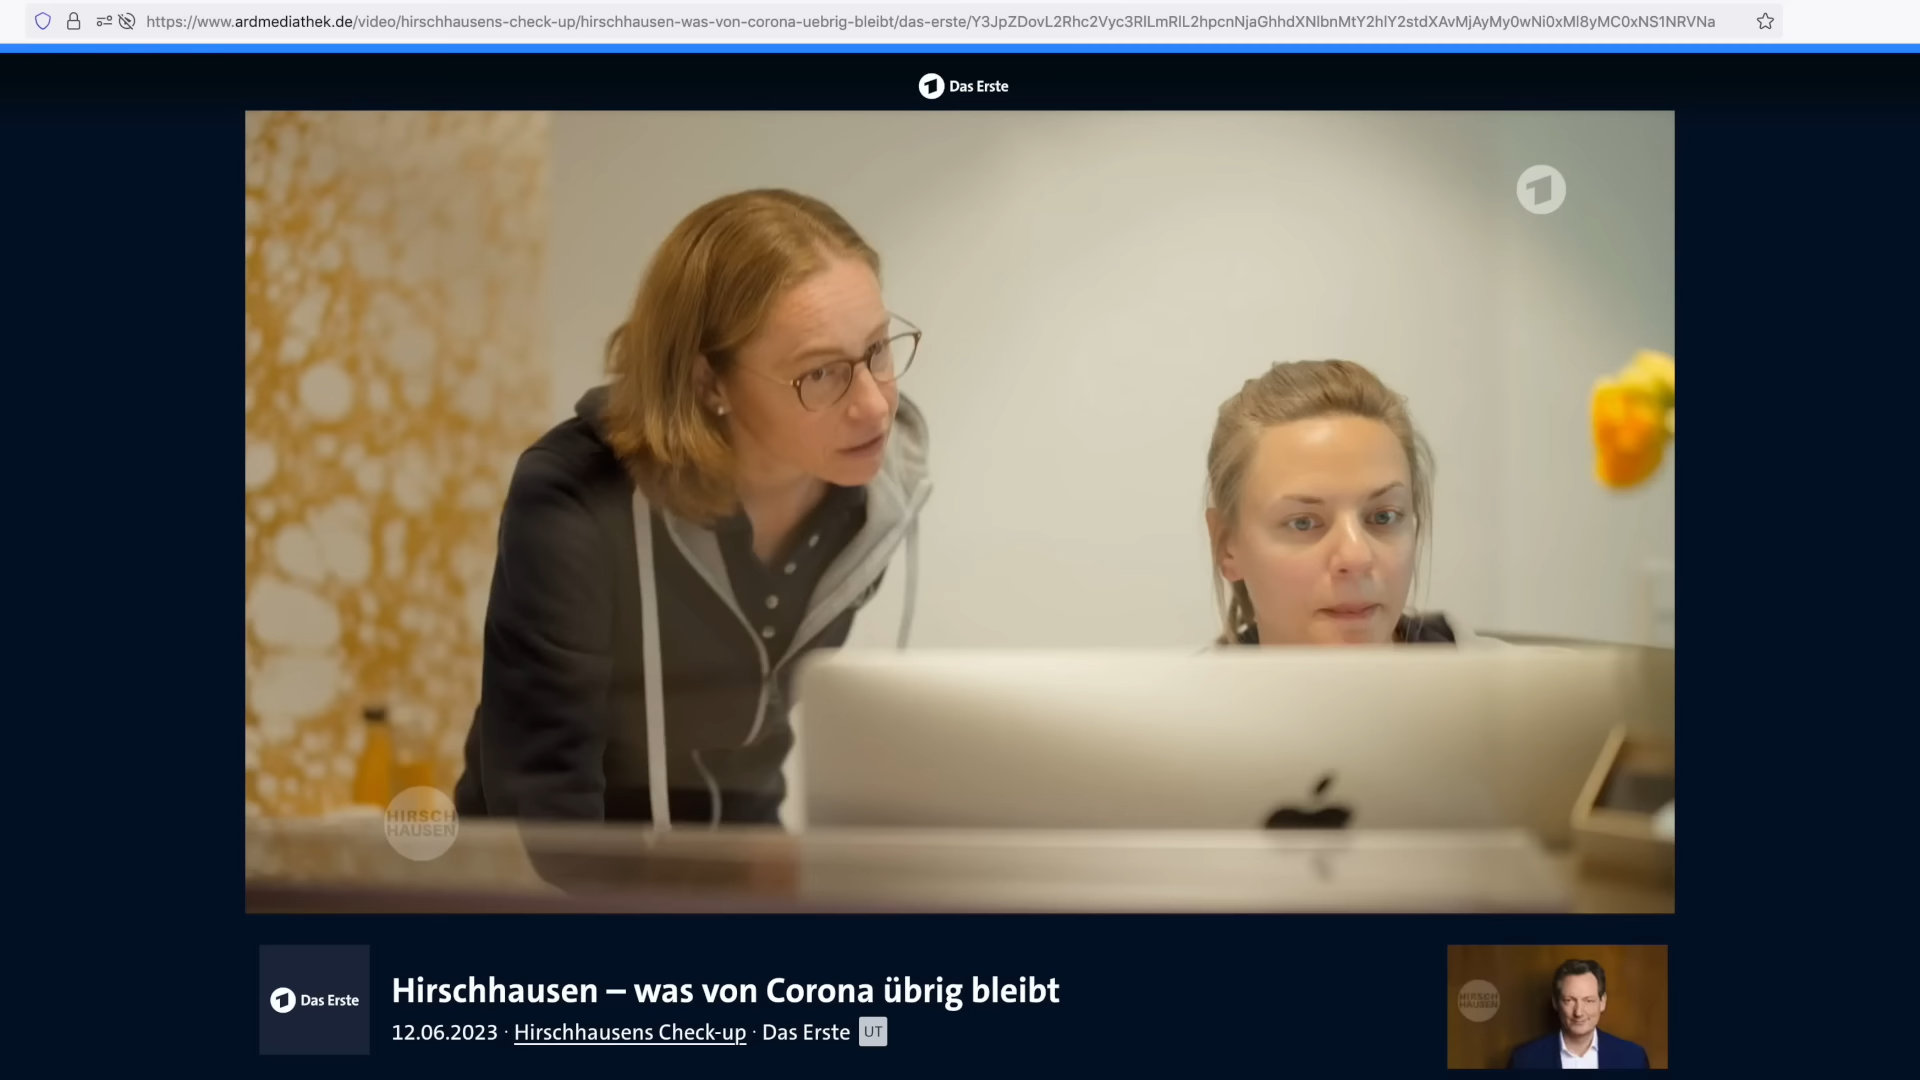 https://www.ardmediathek.de/video/hirschhausens-check-up/hirschhausen-was-von-corona-uebrig-bleibt/das-erste/Y3JpZDovL2Rhc2Vyc3RlLmRlL2hpcnNjaGhhdXNlbnMtY2hlY2stdXAvMjAyMy0wNi0xMl8yMC0xNS1NRVNa
Das Erste
HIRSCH
HAUSEN
Das Erste
Hirschhausen – was von Corona übrig bleibt
12.06.2023 · Hirschhausens Check-up · Das Erste UT
HIRSCH
HAUSEN